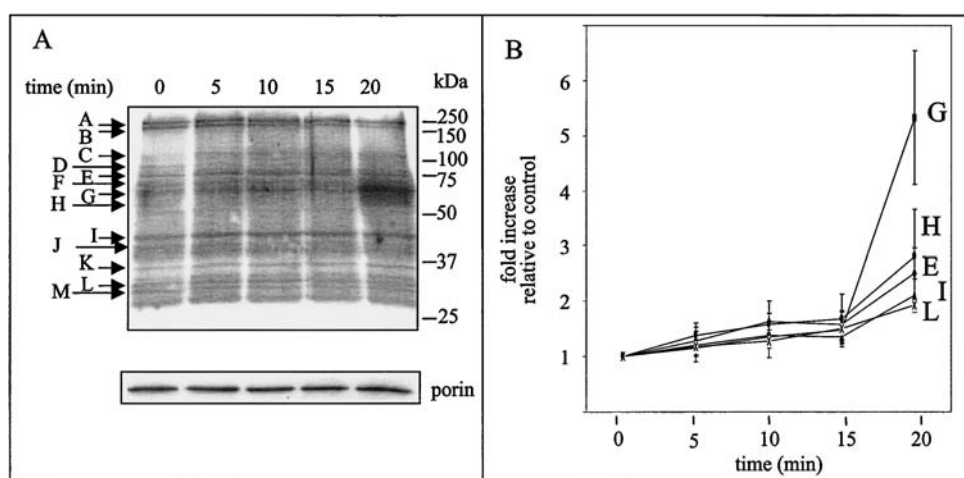 A
time (min) 0 5 10 15 20 kDa
A
B
C
D
E
F
G
H
I
J
K
L
M
250
150
100
75
50
37
25
porin
B
fold increase
relative to control
6
5
4
3
2
1
G
H
E
I
L
0 5 10 15 20
time (min)